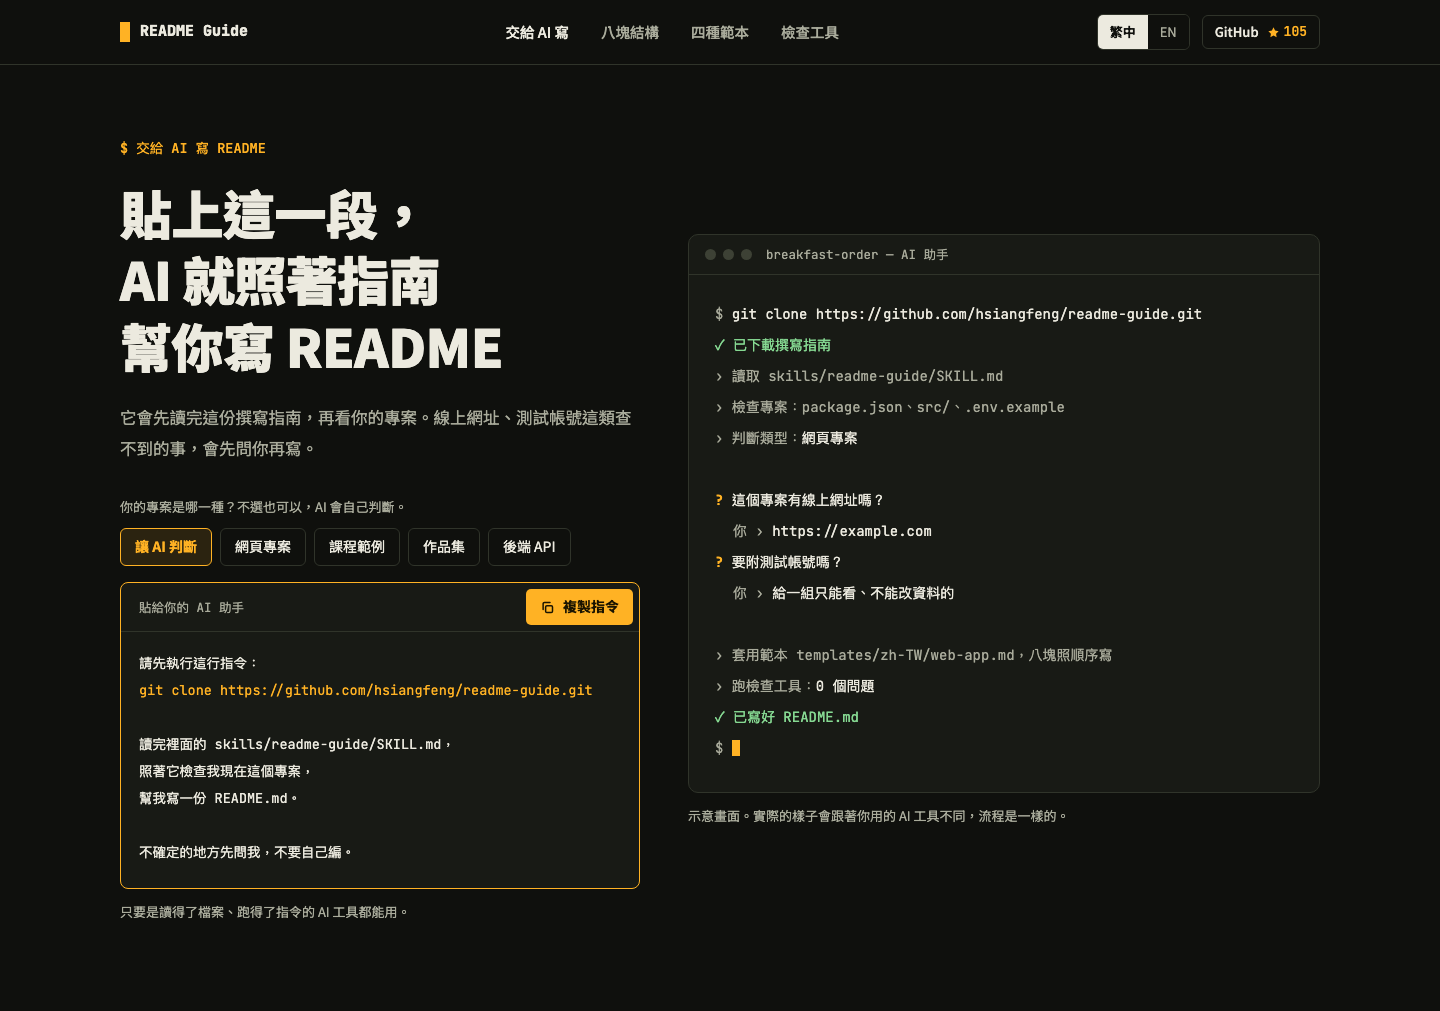 README Guide
交給 AI 寫
八塊結構
四種範本
檢查工具
繁中
EN
GitHub ★ 105
$ 交給 AI 寫 README
貼上這一段，
AI 就照著指南
幫你寫 README
它會先讀完這份撰寫指南，再看你的專案。線上網址、測試帳號這類查
不到的事，會先問你再寫。
你的專案是哪一種？不選也可以，AI 會自己判斷。
讓 AI 判斷
網頁專案
課程範例
作品集
後端 API
貼給你的 AI 助手
複製指令
請先執行這行指令：
git clone https://github.com/hsiangfeng/readme-guide.git
讀完裡面的 skills/readme-guide/SKILL.md，
照著它檢查我現在這個專案，
幫我寫一份 README.md。
不確定的地方先問我，不要自己編。
只要是讀得了檔案、跑得了指令的 AI 工具都能用。
breakfast-order — AI 助手
$ git clone https://github.com/hsiangfeng/readme-guide.git
✓ 已下載撰寫指南
› 讀取 skills/readme-guide/SKILL.md
› 檢查專案：package.json、src/、.env.example
› 判斷類型：網頁專案
? 這個專案有線上網址嗎？
你 › https://example.com
? 要附測試帳號嗎？
你 › 給一組只能看、不能改資料的
› 套用範本 templates/zh-TW/web-app.md，八塊照順序寫
› 跑檢查工具：0 個問題
✓ 已寫好 README.md
$
示意畫面。實際的樣子會跟著你用的 AI 工具不同，流程是一樣的。